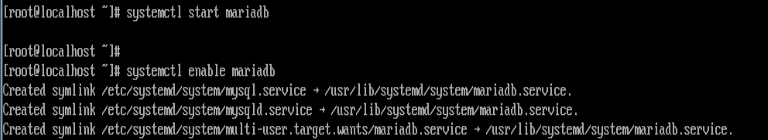 [root@localhost ~]# systemctl start mariadb
[root@localhost ~]#
[root@localhost ~]# systemctl enable mariadb
Created symlink /etc/systemd/system/mysql.service → /usr/lib/systemd/system/mariadb.service.
Created symlink /etc/systemd/system/mysqld.service → /usr/lib/systemd/system/mariadb.service.
Created symlink /etc/systemd/system/multi-user.target.wants/mariadb.service → /usr/lib/systemd/system/mariadb.service.